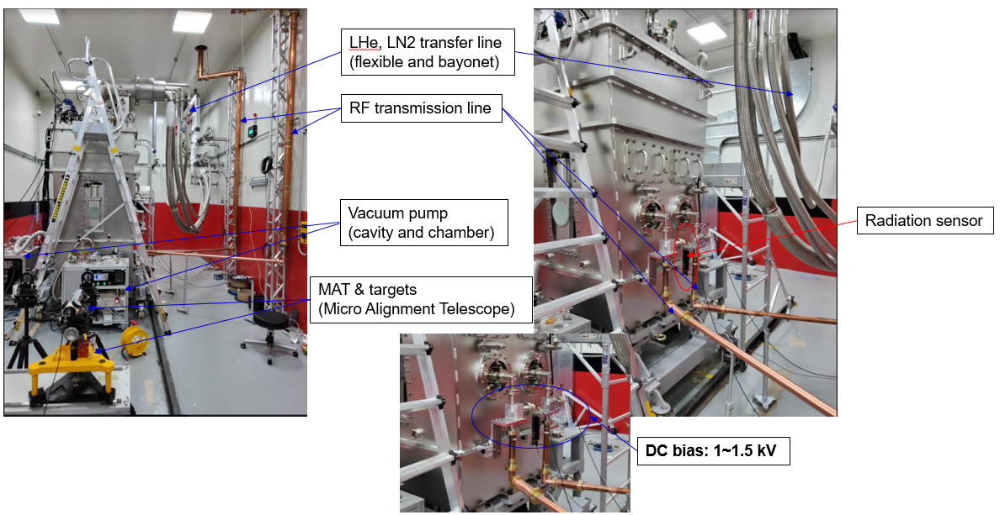 LHe, LN2 transfer line
(flexible and bayonet)
RF transmission line
Vacuum pump
(cavity and chamber)
Radiation sensor
MAT & targets
(Micro Alignment Telescope)
DC bias: 1~1.5 kV